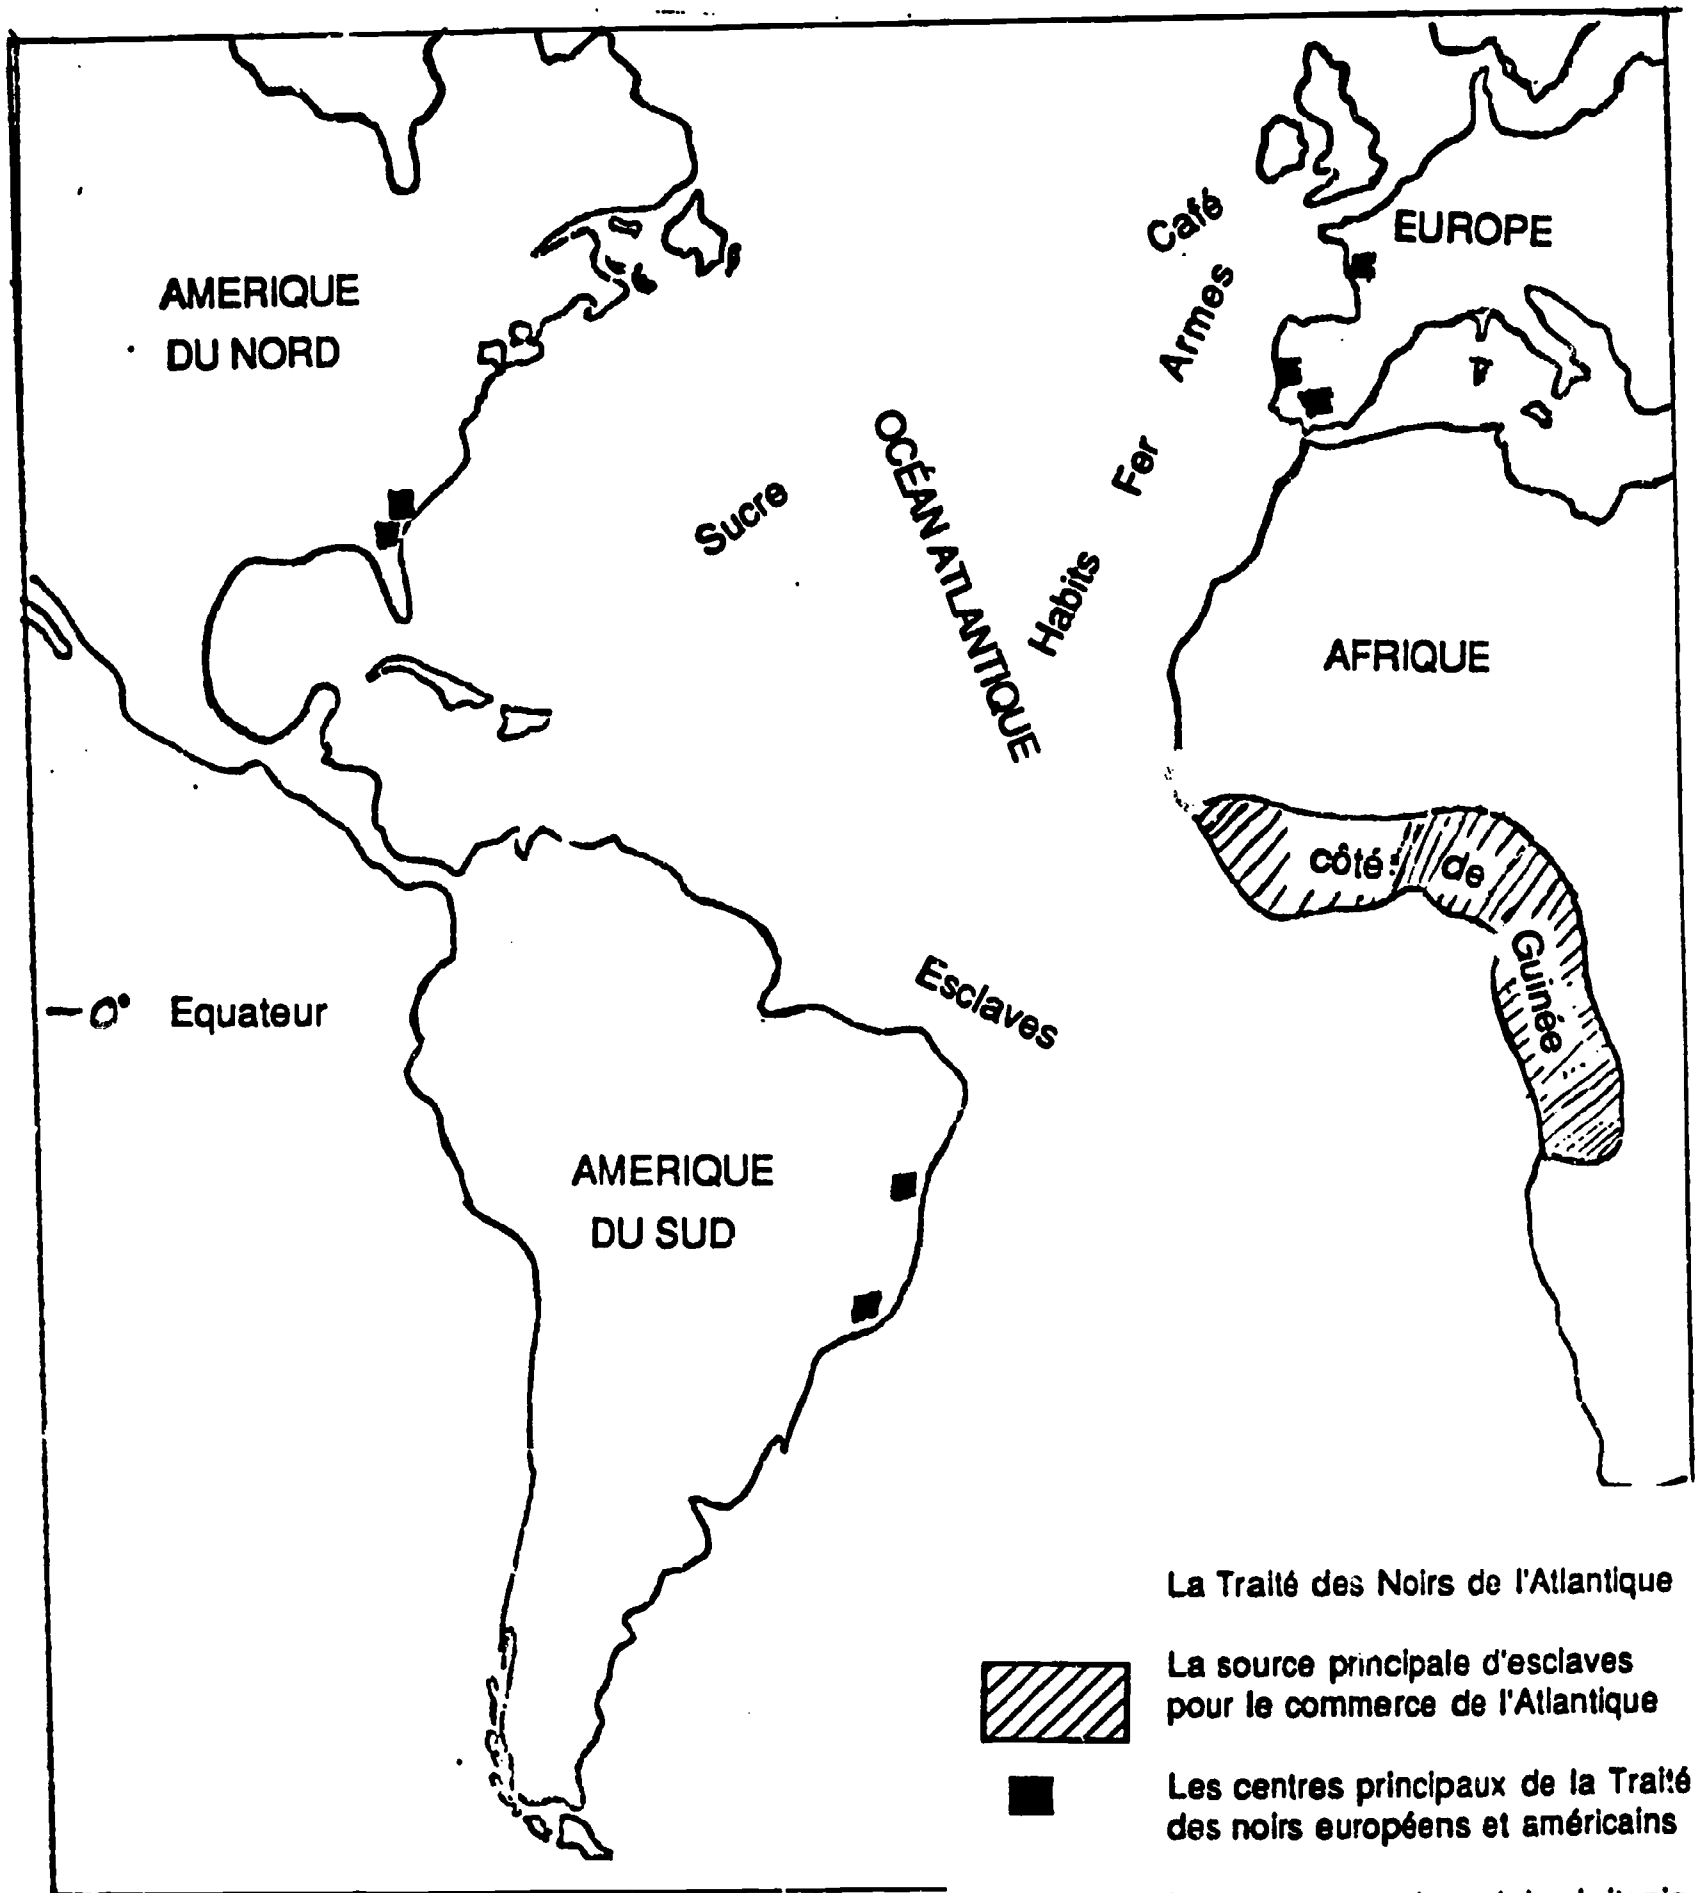 AMERIQUE
DU NORD
EUROPE
Café
Armes
Fer
Habits
Sucre
OCÉAN ATLANTIQUE
AFRIQUE
côté de
Guinée
Esclaves
— 0° Equateur
AMERIQUE
DU SUD
La Traité des Noirs de l'Atlantique
La source principale d'esclaves
pour le commerce de l'Atlantique
Les centres principaux de la Traité
des noirs européens et américains